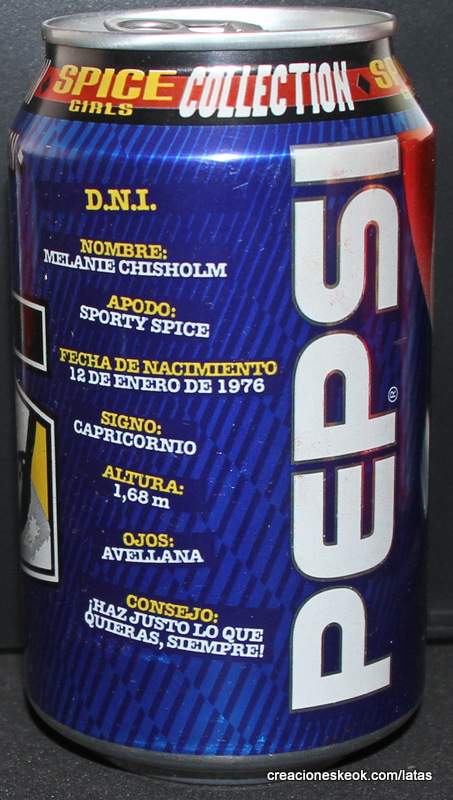 SPICE
GIRLS
COLLECTION
D.N.I.
NOMBRE:
MELANIE CHISHOLM
APODO:
SPORTY SPICE
FECHA DE NACIMIENTO
12 DE ENERO DE 1976
SIGNO:
CAPRICORNIO
ALTURA:
1,68 m
OJOS:
AVELLANA
CONSEJO:
¡HAZ JUSTO LO QUE
QUIERAS, SIEMPRE!
PEPSI
®
creacioneskeok.com/latas